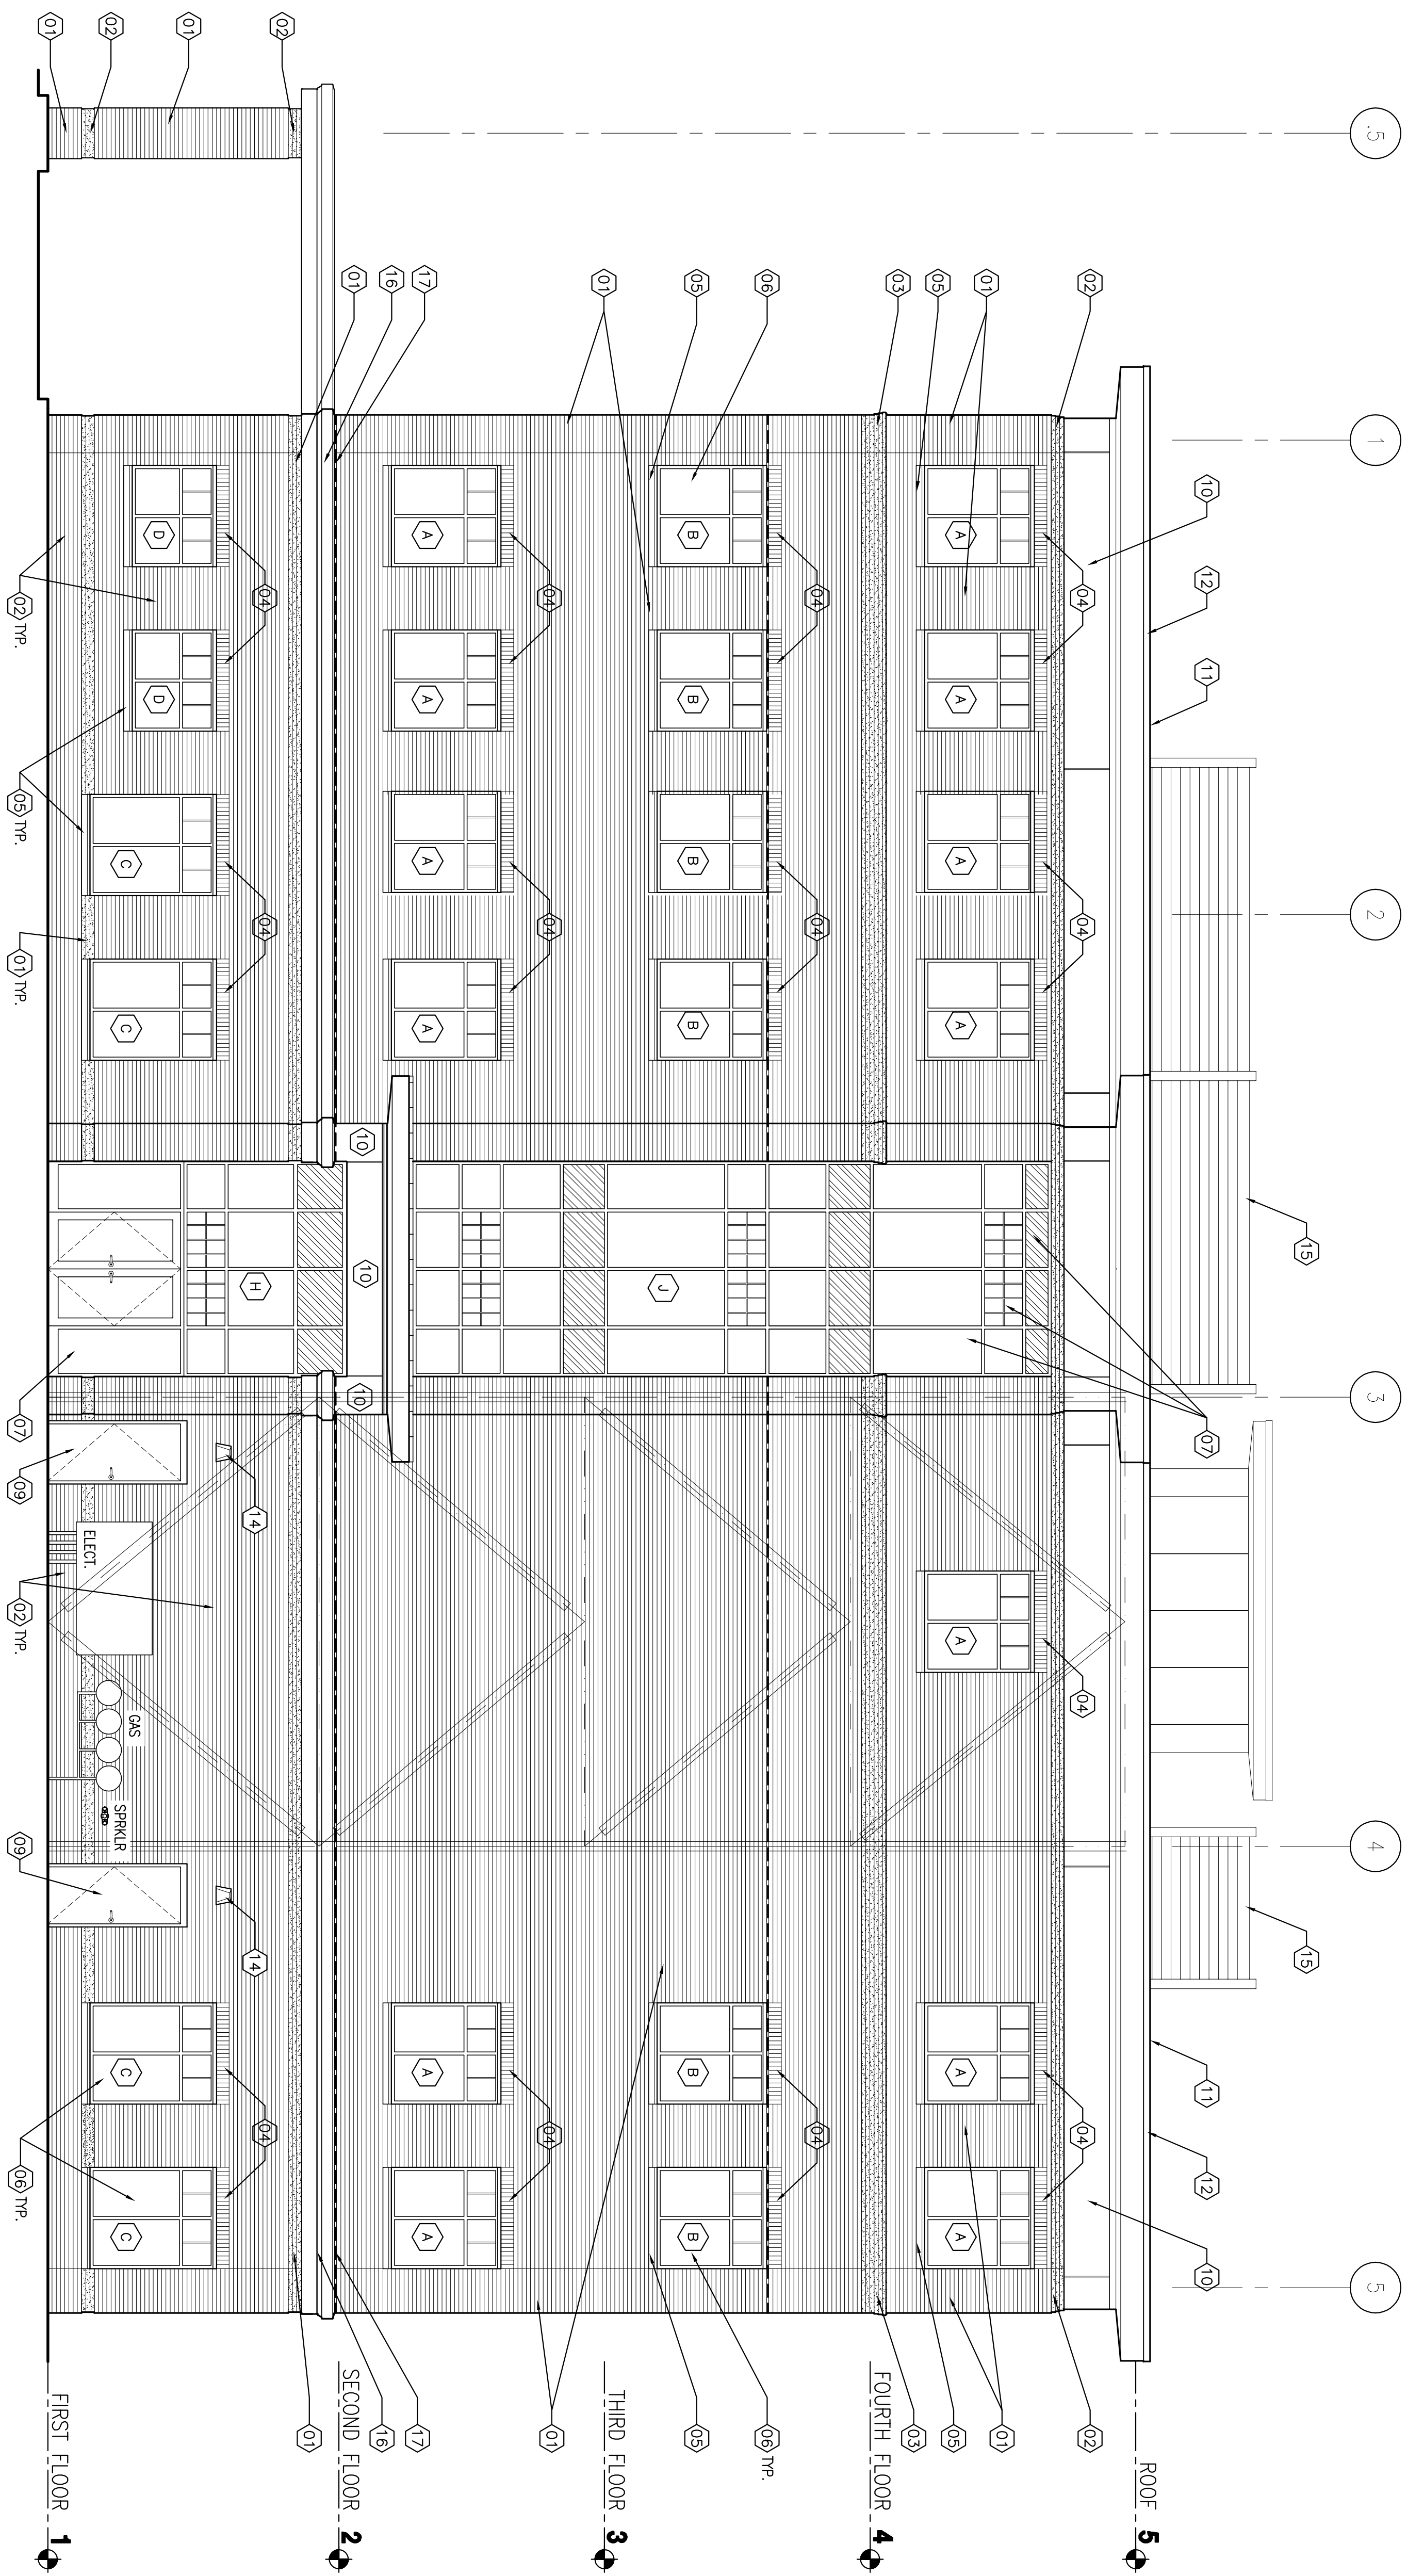 .5 1 2 3 4 5
15 15
10 12 11 07 11 12 10
ROOF 5
02 04 04 04 04 02
01 01
A A A A A A A
05 05
03 03
FOURTH FLOOR 4
04 04 04
06 06 TYP.
05 B B B B B B 05
J
THIRD FLOOR 3
01 04 04 04 01
17 A A A A A A 17
16 10 10 10 16
SECOND FLOOR 2
01 01
02
04 04 H 14 14 04
01
D D
GAS
C C SPRKLR C C
02
ELECT.
FIRST FLOOR 1
01
02 TYP. 05 TYP. 01 TYP. 07 09 02 TYP. 09 06 TYP.